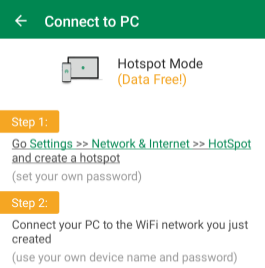 Connect to PC
Hotspot Mode
(Data Free!)
Step 1:
Go Settings >> Network & Internet >> HotSpot
and create a hotspot
(set your own password)
Step 2:
Connect your PC to the WiFi network you just
created
(use your own device name and password)